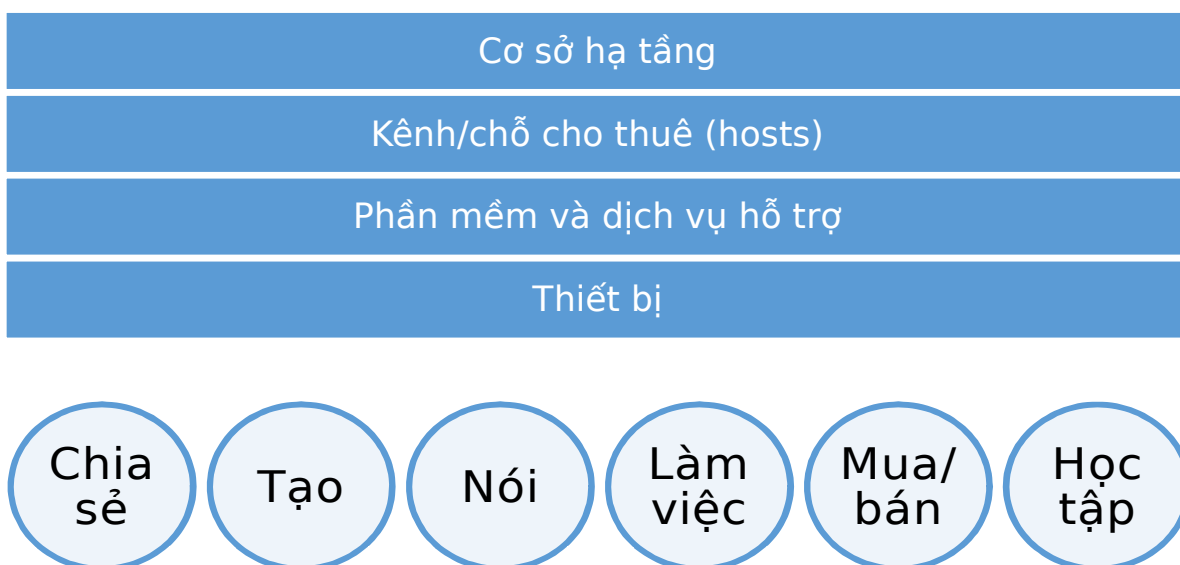 Cơ sở hạ tầng
Kênh/chỗ cho thuê (hosts)
Phần mềm và dịch vụ hỗ trợ
Thiết bị
Chia
sẻ
Tạo
Nói
Làm
việc
Mua/
bán
Học
tập